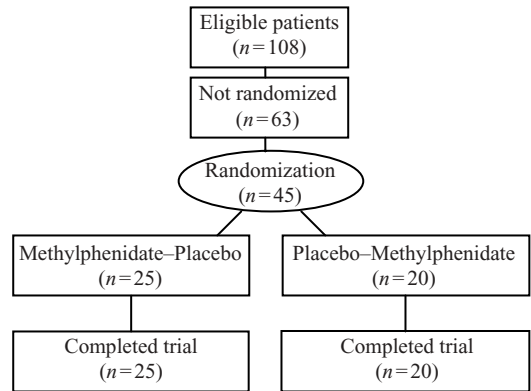 Eligible patients
(n=108)
Not randomized
(n=63)
Randomization
(n=45)
Methylphenidate–Placebo
(n=25)
Placebo–Methylphenidate
(n=20)
Completed trial
(n=25)
Completed trial
(n=20)